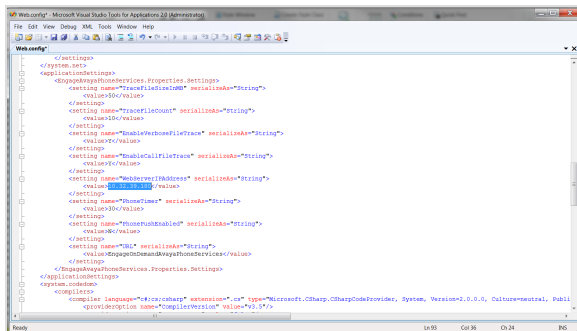 Web.config* - Microsoft Visual Studio Tools for Applications 2.0 (Administrator)
File Edit View Debug XML Tools Window Help
Web.config*
</settings>
</system.net>
<applicationSettings>
<EngageAvayaPhoneServices.Properties.Settings>
<setting name="TraceFileSizeInMB" serializeAs="String">
<value>50</value>
</setting>
<setting name="TraceFileCount" serializeAs="String">
<value>10</value>
</setting>
<setting name="EnableVerboseFileTrace" serializeAs="String">
<value>Y</value>
</setting>
<setting name="EnableCallFileTrace" serializeAs="String">
<value>Y</value>
</setting>
<setting name="WebServerIPAddress" serializeAs="String">
<value>10.32.39.180</value>
</setting>
<setting name="PhoneTimer" serializeAs="String">
<value>30</value>
</setting>
<setting name="PhonePushEnabled" serializeAs="String">
<value>N</value>
</setting>
<setting name="URL" serializeAs="String">
<value>EngageOnDemandAvayaPhoneServices</value>
</setting>
</EngageAvayaPhoneServices.Properties.Settings>
</applicationSettings>
<system.codedom>
<compilers>
<compiler language="c#;cs;csharp" extension=".cs" type="Microsoft.CSharp.CSharpCodeProvider, System, Version=2.0.0.0, Culture=neutral, Publi
<providerOption name="CompilerVersion" value="v3.5"/>
Ready Ln 93 Col 36 Ch 24 INS